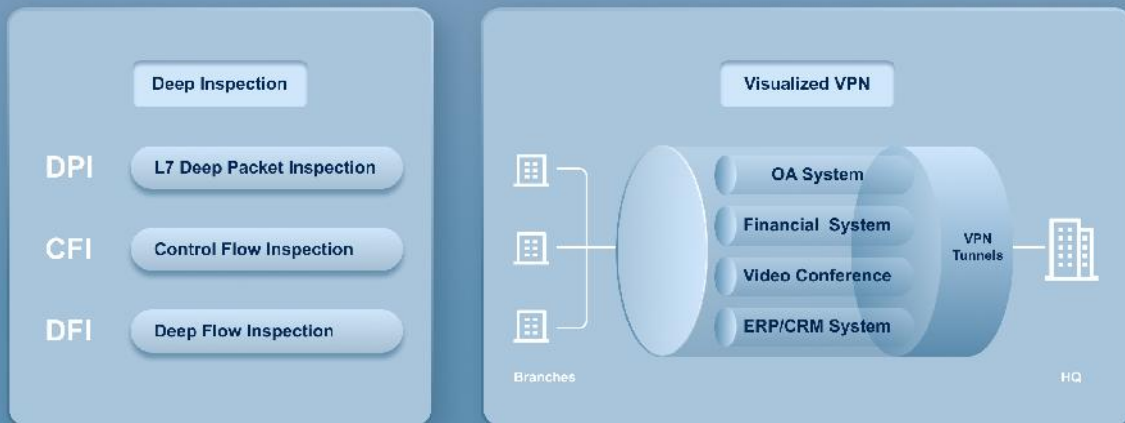 Deep Inspection
DPI
L7 Deep Packet Inspection
CFI
Control Flow Inspection
DFI
Deep Flow Inspection
Visualized VPN
OA System
Financial System
Video Conference
ERP/CRM System
VPN
Tunnels
Branches
HQ